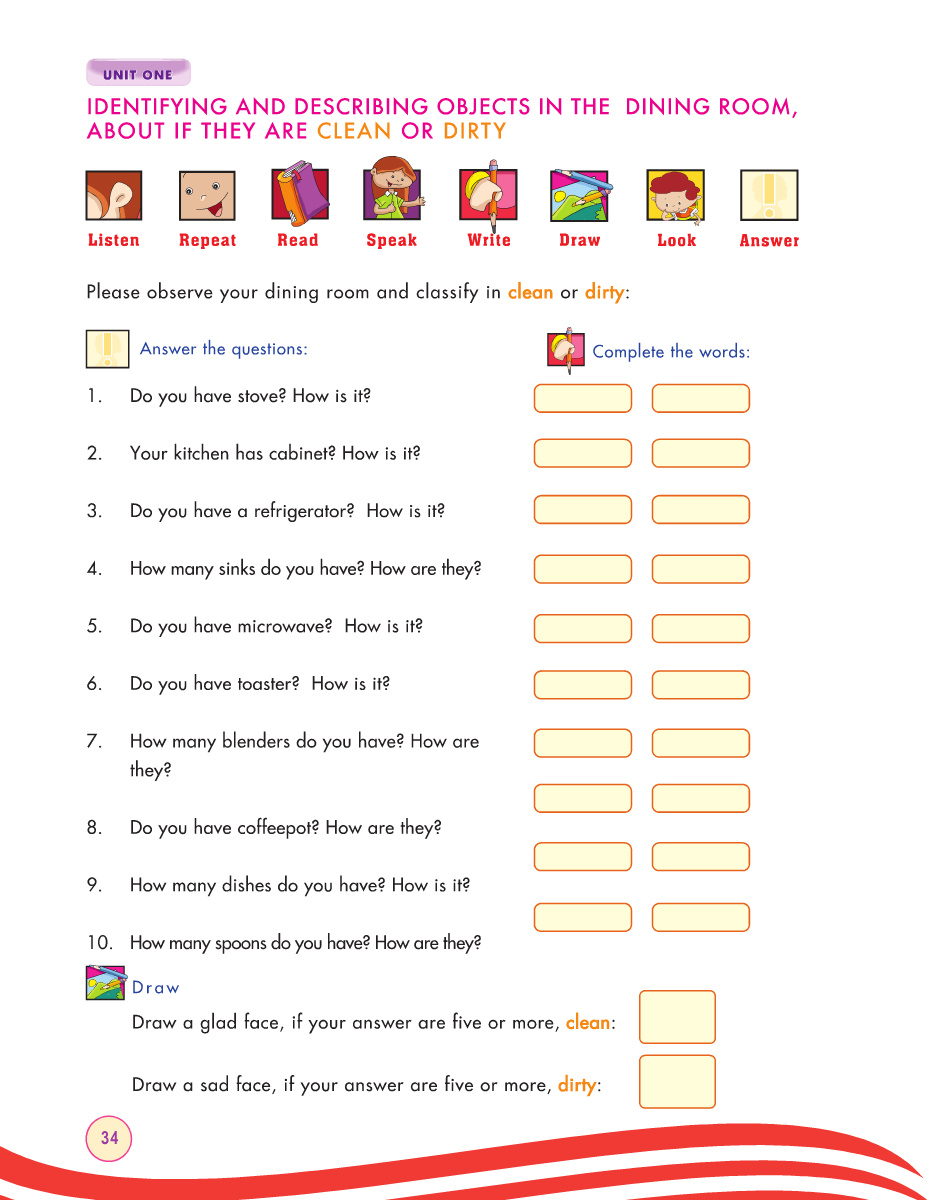 UNIT ONE
IDENTIFYING AND DESCRIBING OBJECTS IN THE DINING ROOM,
ABOUT IF THEY ARE CLEAN OR DIRTY
Listen Repeat Read Speak Write Draw Look Answer
Please observe your dining room and classify in clean or dirty:
Answer the questions:
Complete the words:
1. Do you have stove? How is it?
2. Your kitchen has cabinet? How is it?
3. Do you have a refrigerator? How is it?
4. How many sinks do you have? How are they?
5. Do you have microwave? How is it?
6. Do you have toaster? How is it?
7. How many blenders do you have? How are
they?
8. Do you have coffeepot? How are they?
9. How many dishes do you have? How is it?
10. How many spoons do you have? How are they?
Draw
Draw a glad face, if your answer are five or more, clean:
Draw a sad face, if your answer are five or more, dirty:
34